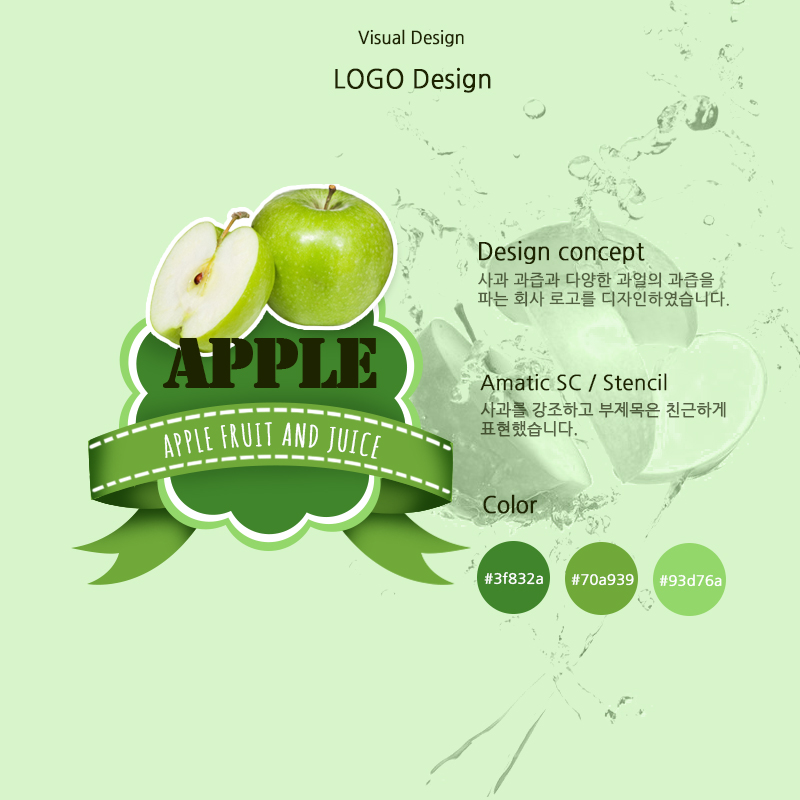 Visual Design
LOGO Design
APPLE
APPLE FRUIT AND JUICE
Design concept
사과 과즙과 다양한 과일의 과즙을
파는 회사 로고를 디자인하였습니다.
Amatic SC / Stencil
사과를 강조하고 부제목은 친근하게
표현했습니다.
Color
#3f832a
#70a939
#93d76a